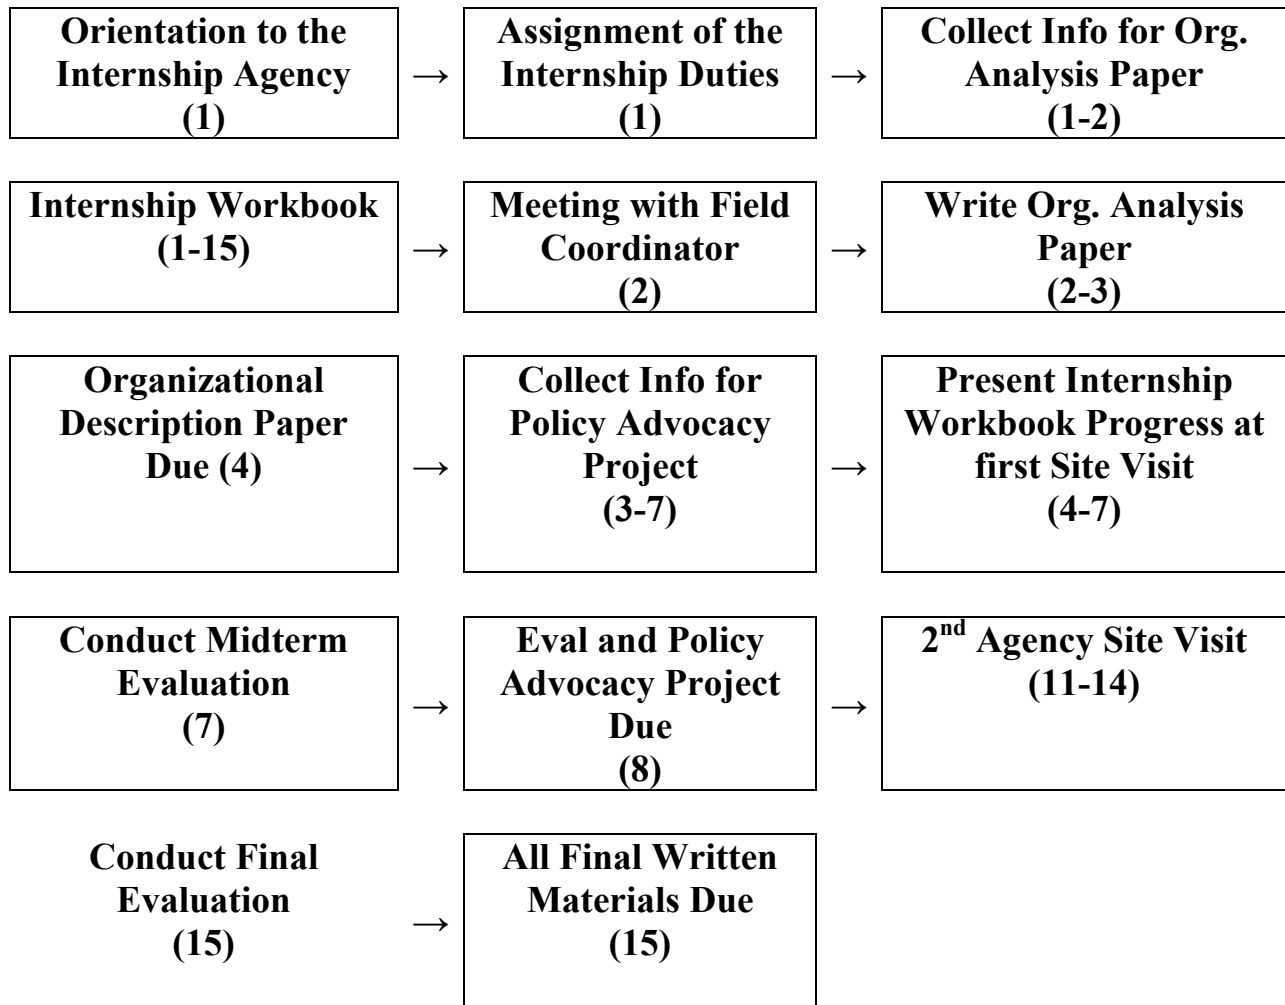 Orientation to the
Internship Agency
(1)
→
Assignment of the
Internship Duties
(1)
→
Collect Info for Org.
Analysis Paper
(1-2)
Internship Workbook
(1-15)
→
Meeting with Field
Coordinator
(2)
→
Write Org. Analysis
Paper
(2-3)
Organizational
Description Paper
Due (4)
→
Collect Info for
Policy Advocacy
Project
(3-7)
→
Present Internship
Workbook Progress at
first Site Visit
(4-7)
Conduct Midterm
Evaluation
(7)
→
Eval and Policy
Advocacy Project
Due
(8)
→
2nd Agency Site Visit
(11-14)
Conduct Final
Evaluation
(15)
→
All Final Written
Materials Due
(15)